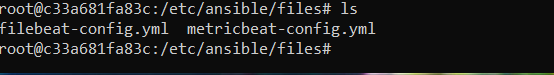 root@c33a681fa83c:/etc/ansible/files# ls
filebeat-config.yml  metricbeat-config.yml
root@c33a681fa83c:/etc/ansible/files#